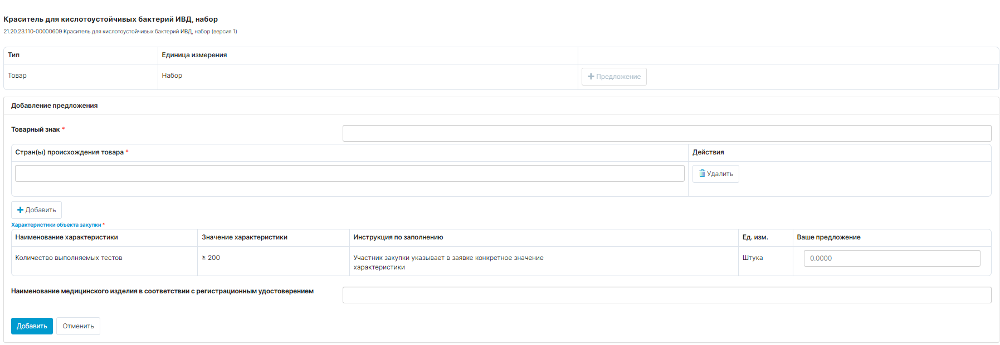 Краситель для кислотоустойчивых бактерий ИВД, набор
21.20.23.110-00000609 Краситель для кислотоустойчивых бактерий ИВД, набор (версия 1)
Тип Единица измерения
Товар Набор Предложение
Добавление предложения
Товарный знак *
Стран(ы) происхождения товара * Действия
Удалить
Добавить
Характеристики объекта закупки *
Наименование характеристики Значение характеристики Инструкция по заполнению Ед. изм. Ваше предложение
Количество выполняемых тестов ≥ 200 Участник закупки указывает в заявке конкретное значение Штука 0.0000
характеристики
Наименование медицинского изделия в соответствии с регистрационным удостоверением
Добавить Отменить